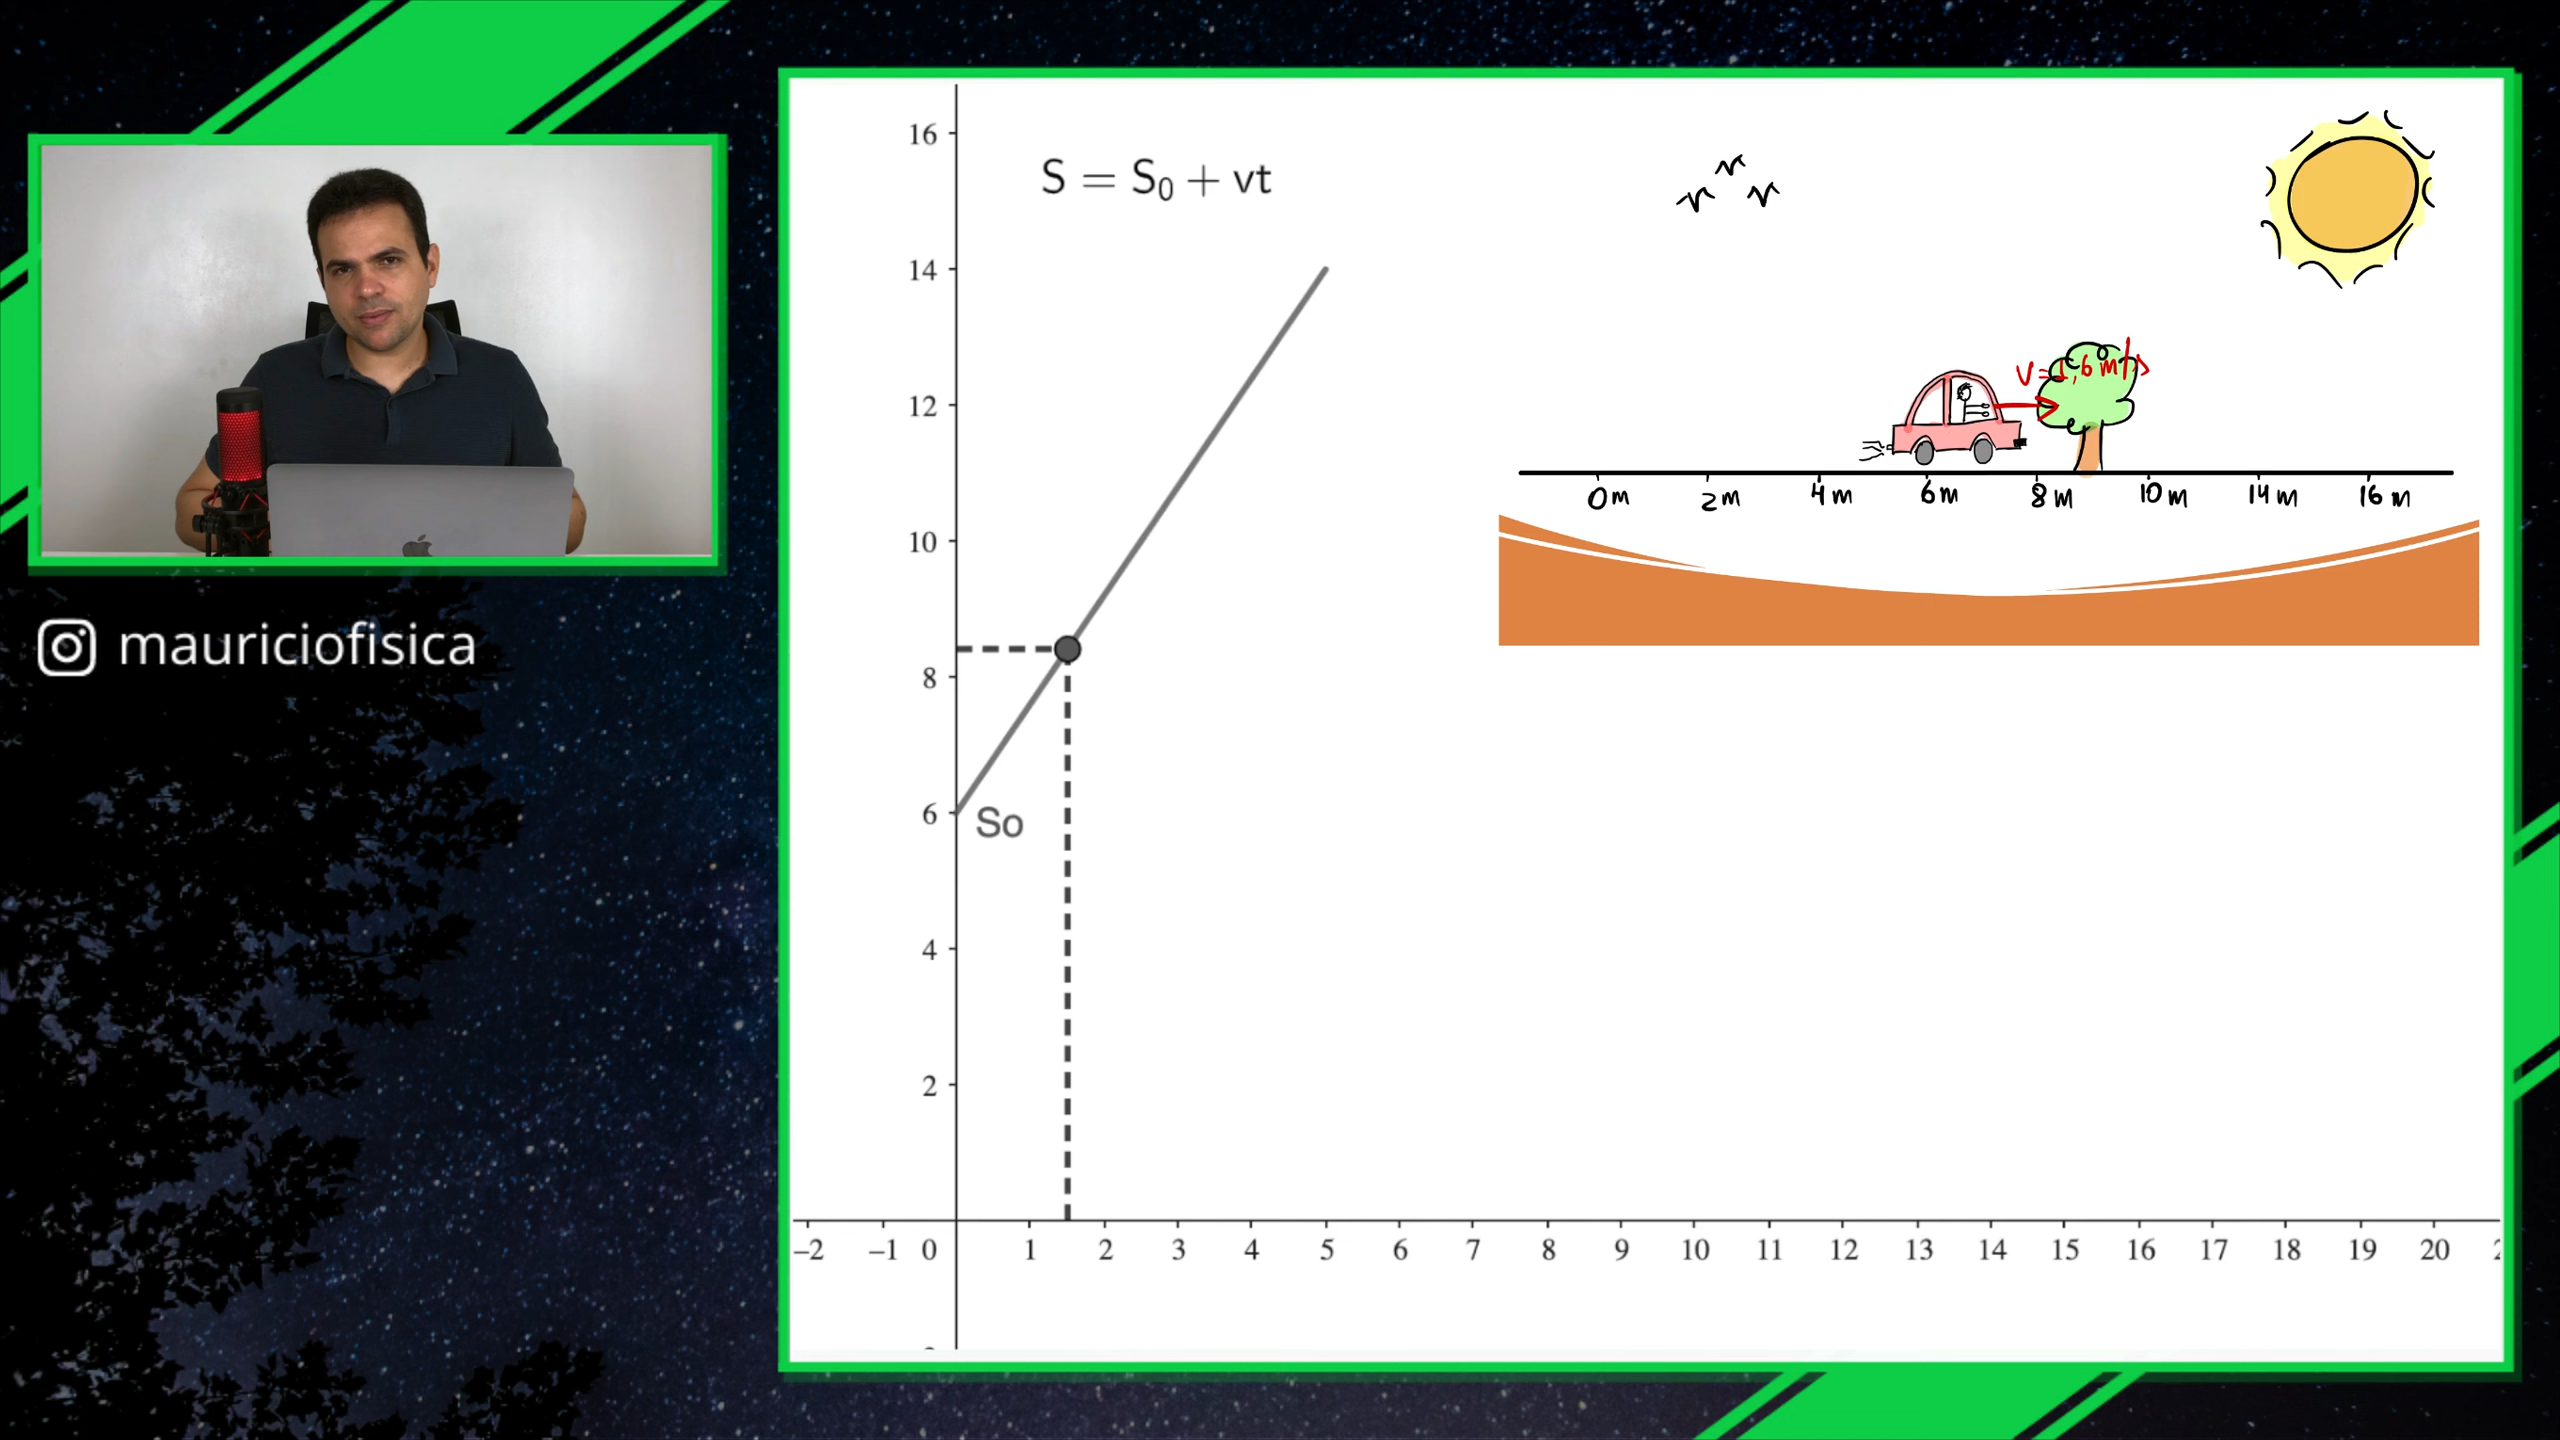 mauriciofisica
S = S₀ + vt
16
14
12
10
8
6
4
2
So
–2 –1 0 1 2 3 4 5 6 7 8 9 10 11 12 13 14 15 16 17 18 19 20
V=1,6 m/s
0m 2m 4m 6m 8m 10m 14m 16m